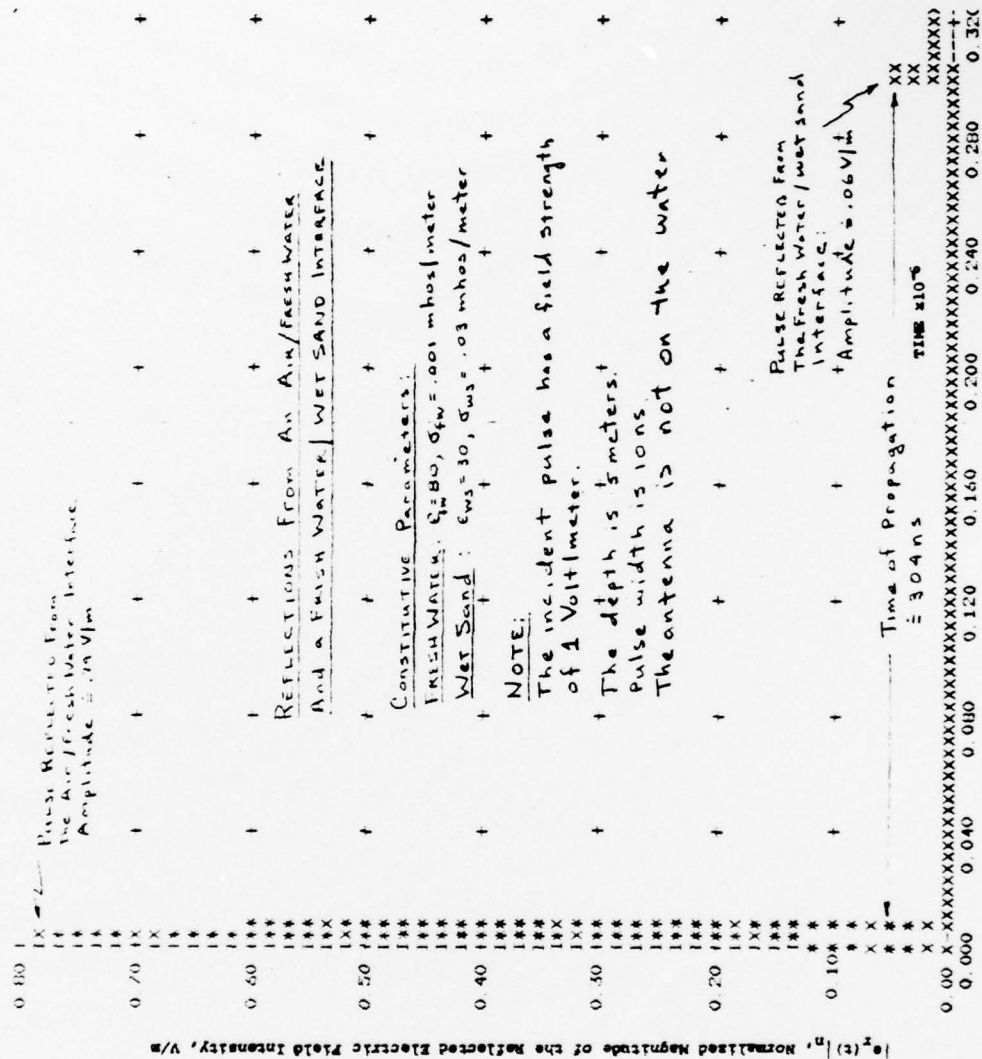 0.80
0.70
0.60
0.50
0.40
0.30
0.20
0.10
0.00
0.000 0.040 0.080 0.120 0.160 0.200 0.240 0.280 0.320
|e_r(t)|_n, Normalized Magnitude of the Reflected Electric Field Intensity, V/m
TIME x10⁻⁶
Pulse Reflected From
The Air/Fresh Water Interface
Amplitude ≐ .79 V/m
REFLECTIONS From An AIR/FRESH WATER
And a FRESH WATER/WET SAND INTERFACE
CONSTITUTIVE Parameters:
FRESH WATER: ε_fw = 80, σ_fw = .001 mhos/meter
Wet Sand: ε_ws = 30, σ_ws = .03 mhos/meter
NOTE:
The incident pulse has a field strength
of 1 Volt/meter.
The depth is 5 meters.
Pulse width is 10ns
The antenna is not on the water
PULSE REFLECTED FROM
The Fresh Water/wet sand
Interface:
Amplitude ≐ .06 V/m
Time of Propagation
≐ 304ns